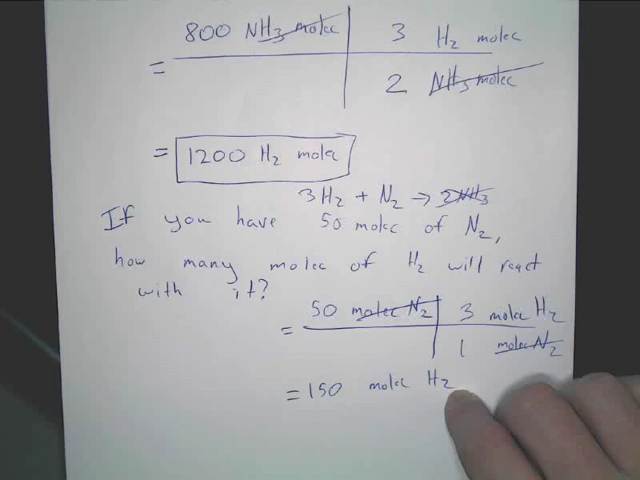 800 NH3 molec 3 H2 molec
= 2 NH3 molec
= 1200 H2 molec
3H2 + N2 → 2NH3
If you have 50 molec of N2,
how many molec of H2 will react
with it?
= 50 molec N2 3 molec H2
1 molec N2
= 150 molec H2